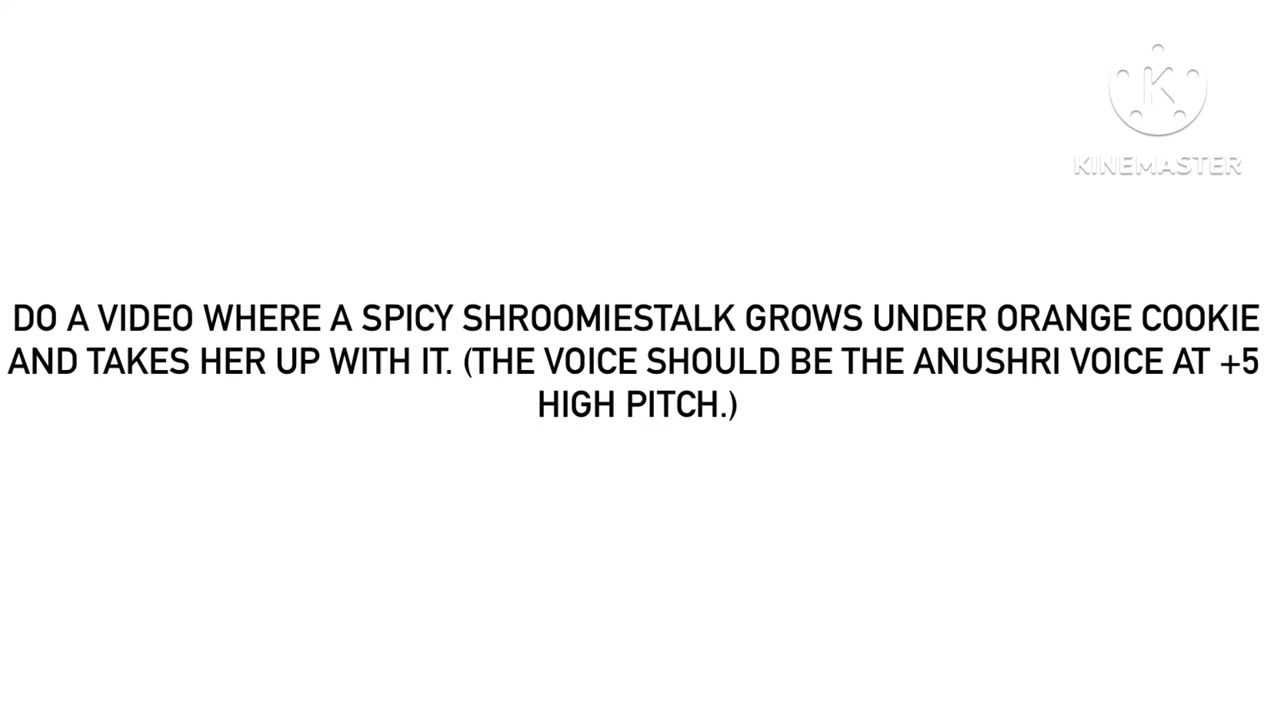 KINEMASTER
DO A VIDEO WHERE A SPICY SHROOMIESTALK GROWS UNDER ORANGE COOKIE
AND TAKES HER UP WITH IT. (THE VOICE SHOULD BE THE ANUSHRI VOICE AT +5
HIGH PITCH.)